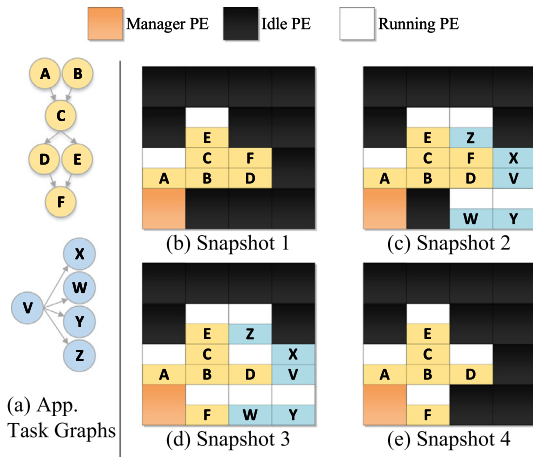 Manager PE Idle PE Running PE
A B
C
D E
F
X
W
V
Y
Z
(a) App.
Task Graphs
E
C F
A B D
(b) Snapshot 1
E Z
C F X
A B D V
W Y
(c) Snapshot 2
E Z
C X
A B D V
F W Y
(d) Snapshot 3
E
C
A B D
F
(e) Snapshot 4